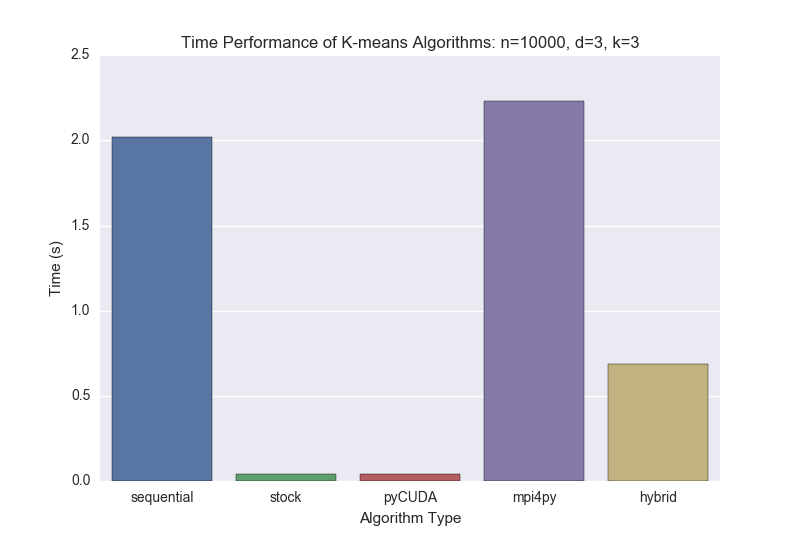 Time Performance of K-means Algorithms: n=10000, d=3, k=3
2.5
2.0
1.5
1.0
0.5
0.0
Time (s)
sequential stock pyCUDA mpi4py hybrid
Algorithm Type